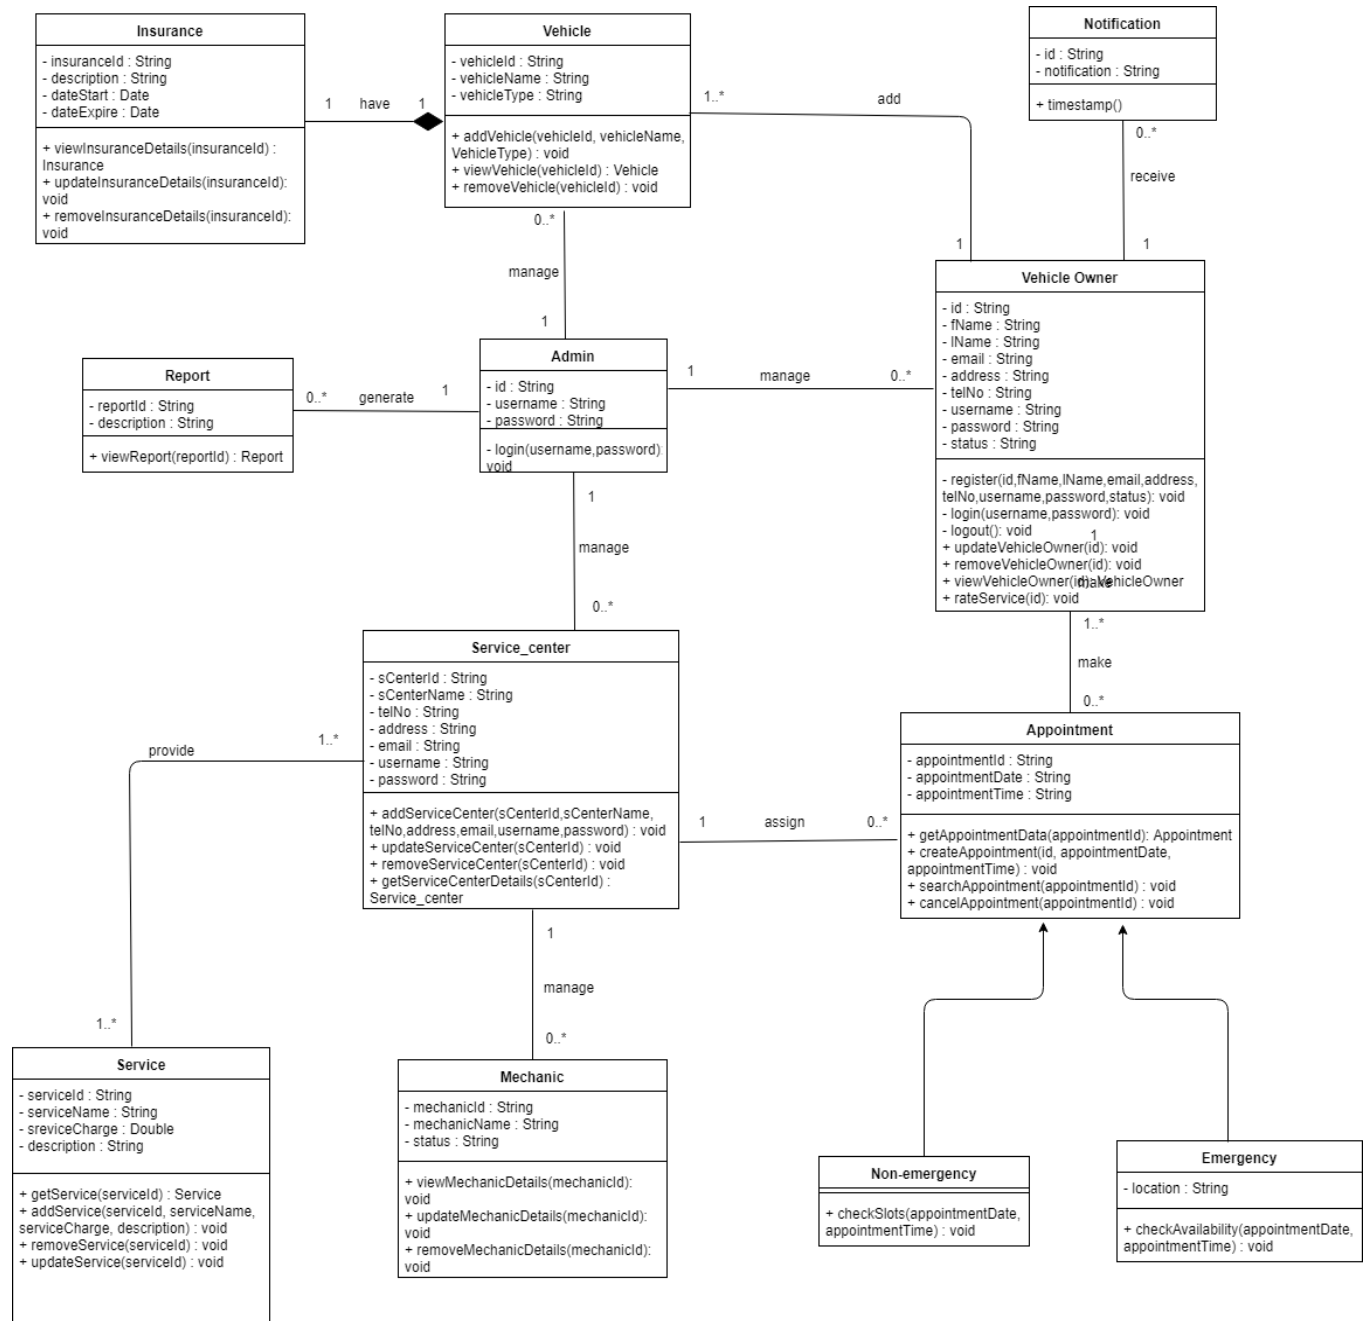 Insurance
- insuranceId : String
- description : String
- dateStart : Date
- dateExpire : Date
+ viewInsuranceDetails(insuranceId) :
Insurance
+ updateInsuranceDetails(insuranceId):
void
+ removeInsuranceDetails(insuranceId):
void
1
have
1
Vehicle
- vehicleId : String
- vehicleName : String
- vehicleType : String
+ addVehicle(vehicleId, vehicleName,
VehicleType) : void
+ viewVehicle(vehicleId) : Vehicle
+ removeVehicle(vehicleId) : void
1..*
add
1
Notification
- id : String
- notification : String
+ timestamp()
0..*
receive
1
0..*
manage
1
Vehicle Owner
- id : String
- fName : String
- lName : String
- email : String
- address : String
- telNo : String
- username : String
- password : String
- status : String
- register(id,fName,lName,email,address,
telNo,username,password,status): void
- login(username,password): void
- logout(): void
1
+ updateVehicleOwner(id): void
+ removeVehicleOwner(id): void
+ viewVehicleOwner(id): VehicleOwner
make
+ rateService(id): void
Report
- reportId : String
- description : String
+ viewReport(reportId) : Report
0..*
generate
1
Admin
- id : String
- username : String
- password : String
- login(username,password):
void
1
manage
0..*
1
manage
0..*
1..*
make
0..*
Service_center
- sCenterId : String
- sCenterName : String
- telNo : String
- address : String
- email : String
- username : String
- password : String
+ addServiceCenter(sCenterId,sCenterName,
telNo,address,email,username,password) : void
+ updateServiceCenter(sCenterId) : void
+ removeServiceCenter(sCenterId) : void
+ getServiceCenterDetails(sCenterId) :
Service_center
provide
1..*
1..*
1
assign
0..*
Appointment
- appointmentId : String
- appointmentDate : String
- appointmentTime : String
+ getAppointmentData(appointmentId): Appointment
+ createAppointment(id, appointmentDate,
appointmentTime) : void
+ searchAppointment(appointmentId) : void
+ cancelAppointment(appointmentId) : void
1
manage
0..*
Service
- serviceId : String
- serviceName : String
- sreviceCharge : Double
- description : String
+ getService(serviceId) : Service
+ addService(serviceId, serviceName,
serviceCharge, description) : void
+ removeService(serviceId) : void
+ updateService(serviceId) : void
Mechanic
- mechanicId : String
- mechanicName : String
- status : String
+ viewMechanicDetails(mechanicId):
void
+ updateMechanicDetails(mechanicId):
void
+ removeMechanicDetails(mechanicId):
void
Non-emergency
+ checkSlots(appointmentDate,
appointmentTime) : void
Emergency
- location : String
+ checkAvailability(appointmentDate,
appointmentTime) : void